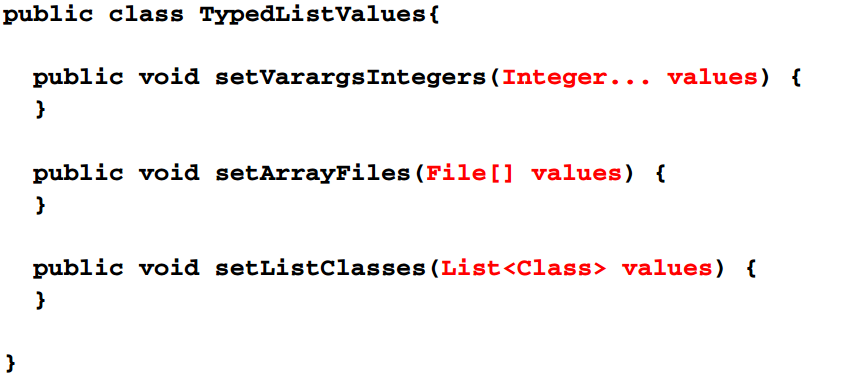 public class TypedListValues{
public void setVarargsIntegers(Integer... values) {
}
public void setArrayFiles(File[] values) {
}
public void setListClasses(List<Class> values) {
}
}